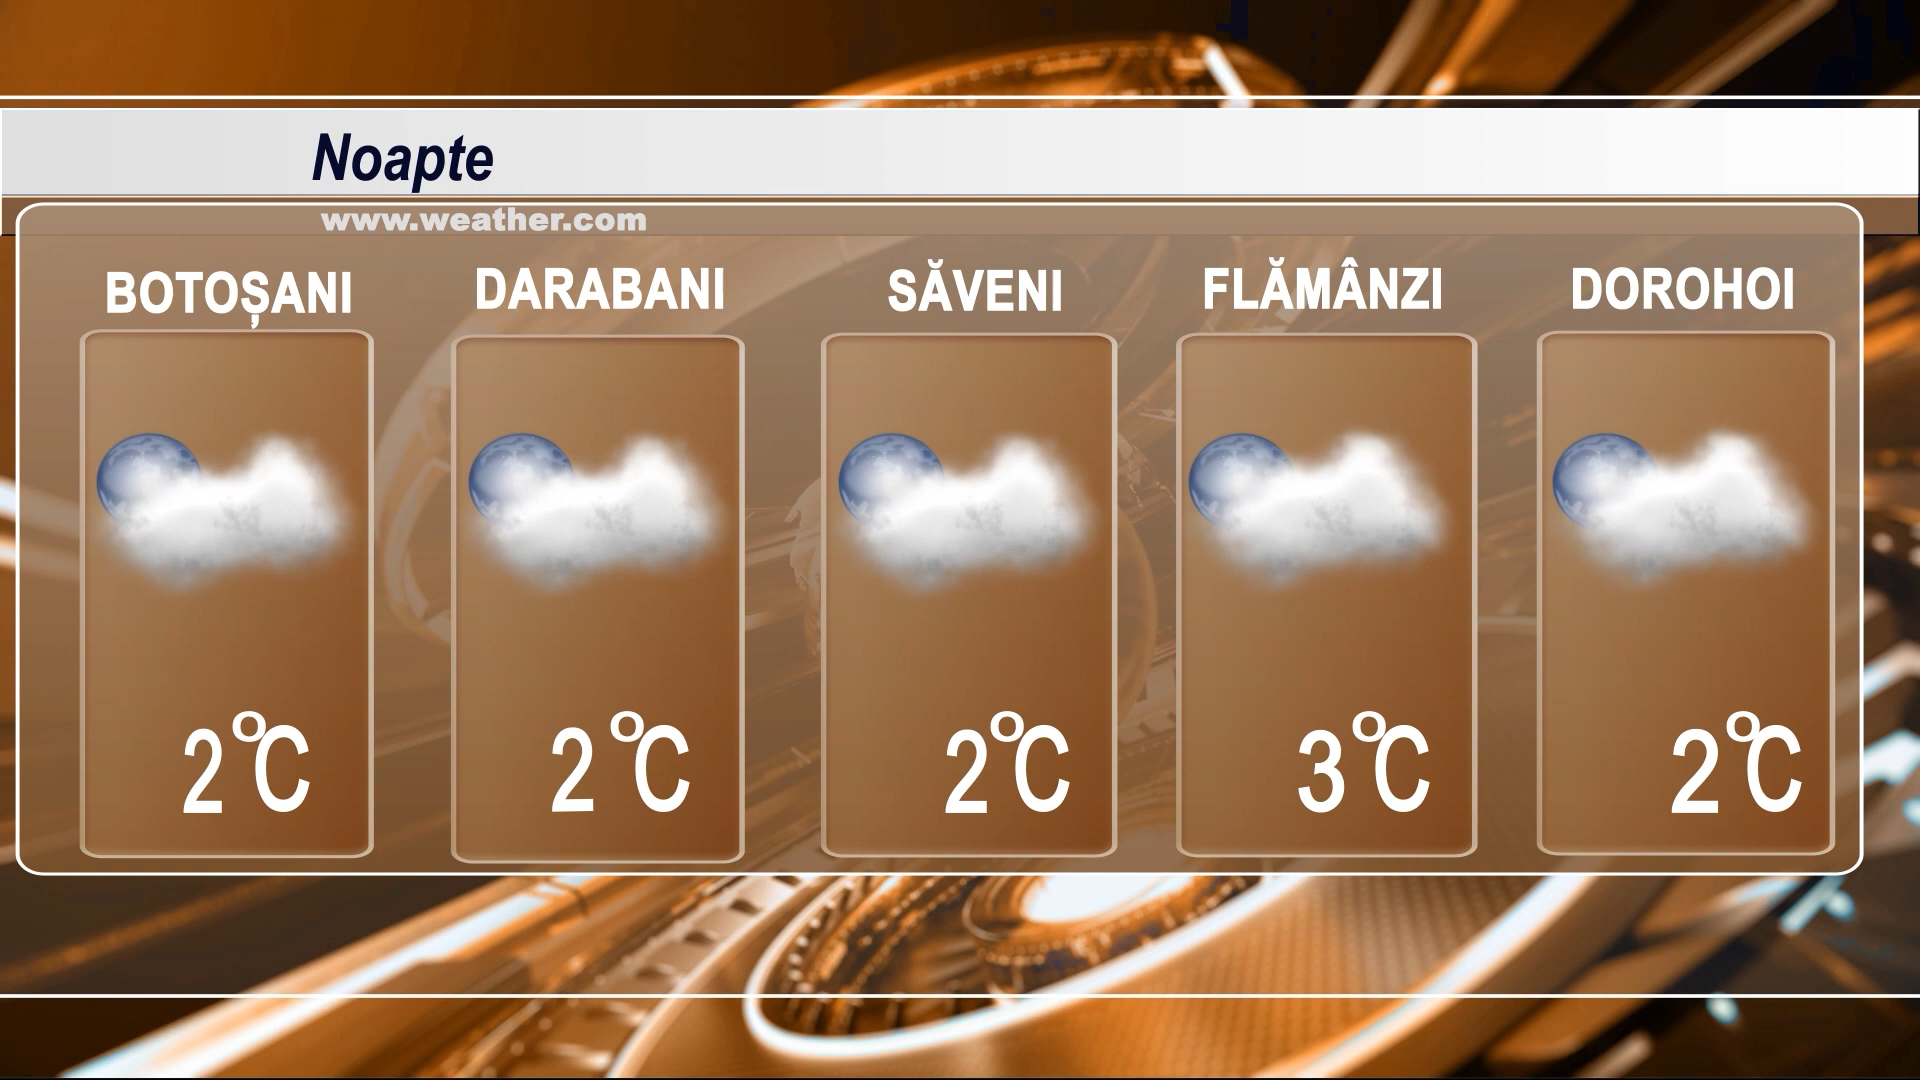 Noapte
www.weather.com
BOTOȘANI
DARABANI
SĂVENI
FLĂMÂNZI
DOROHOI
2°C
2°C
2°C
3°C
2°C